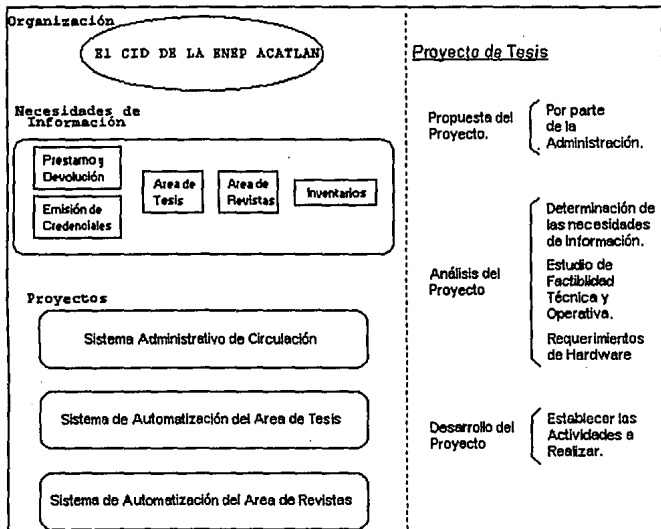 Organización
El CID DE LA ENEP ACATLAN
Necesidades de
Información
Prestamo y
Devolución
Emisión de
Credenciales
Area de
Tesis
Area de
Revistas
Inventarios
Proyectos
Sistema Administrativo de Circulación
Sistema de Automatización del Area de Tesis
Sistema de Automatización del Area de Revistas
Proyecto de Tesis
Propuesta del
Proyecto.
Por parte
de la
Administración.
Análisis del
Proyecto
Determinación de
las necesidades
de Información.
Estudio de
Factiblidad
Técnica y
Operativa.
Requerimientos
de Hardware
Desarrollo del
Proyecto
Establecer las
Actividades a
Realizar.